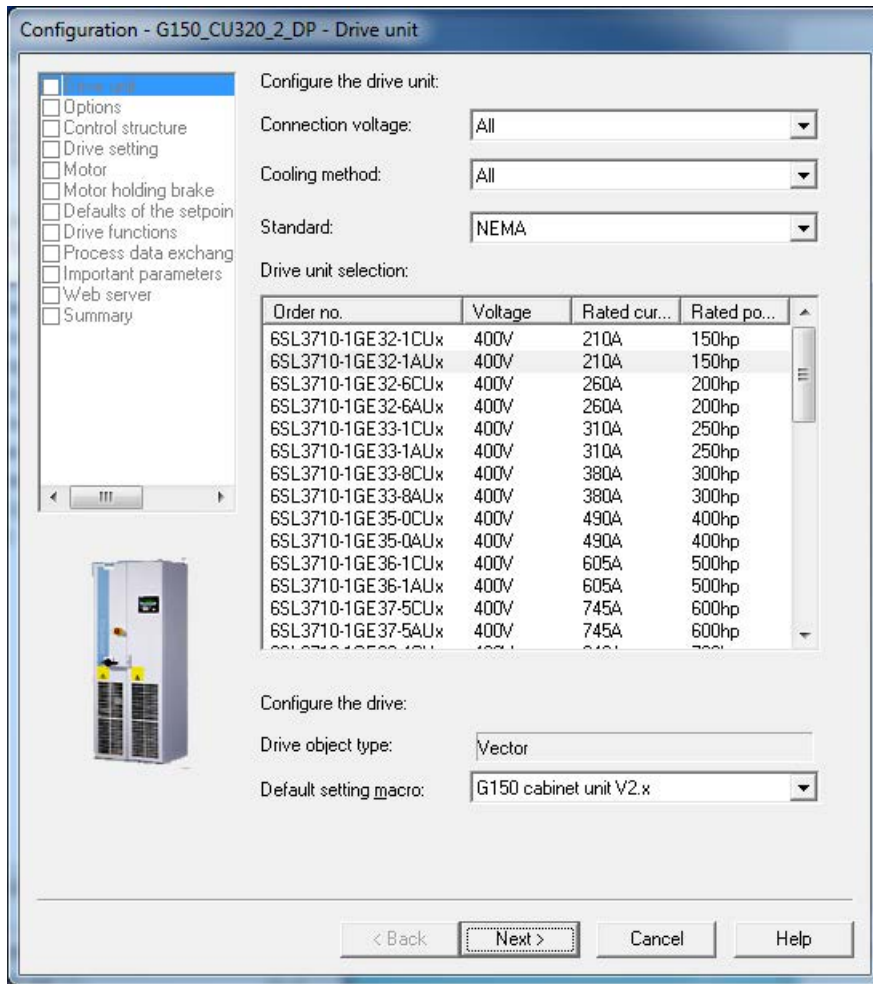 Configuration - G150_CU320_2_DP - Drive unit
Options
Control structure
Drive setting
Motor
Motor holding brake
Defaults of the setpoin
Drive functions
Process data exchang
Important parameters
Web server
Summary
Configure the drive unit:
Connection voltage: All
Cooling method: All
Standard: NEMA
Drive unit selection:
Order no. Voltage Rated cur... Rated po...
6SL3710-1GE32-1CUx 400V 210A 150hp
6SL3710-1GE32-1AUx 400V 210A 150hp
6SL3710-1GE32-6CUx 400V 260A 200hp
6SL3710-1GE32-6AUx 400V 260A 200hp
6SL3710-1GE33-1CUx 400V 310A 250hp
6SL3710-1GE33-1AUx 400V 310A 250hp
6SL3710-1GE33-8CUx 400V 380A 300hp
6SL3710-1GE33-8AUx 400V 380A 300hp
6SL3710-1GE35-0CUx 400V 490A 400hp
6SL3710-1GE35-0AUx 400V 490A 400hp
6SL3710-1GE36-1CUx 400V 605A 500hp
6SL3710-1GE36-1AUx 400V 605A 500hp
6SL3710-1GE37-5CUx 400V 745A 600hp
6SL3710-1GE37-5AUx 400V 745A 600hp
Configure the drive:
Drive object type: Vector
Default setting macro: G150 cabinet unit V2.x
< Back Next > Cancel Help